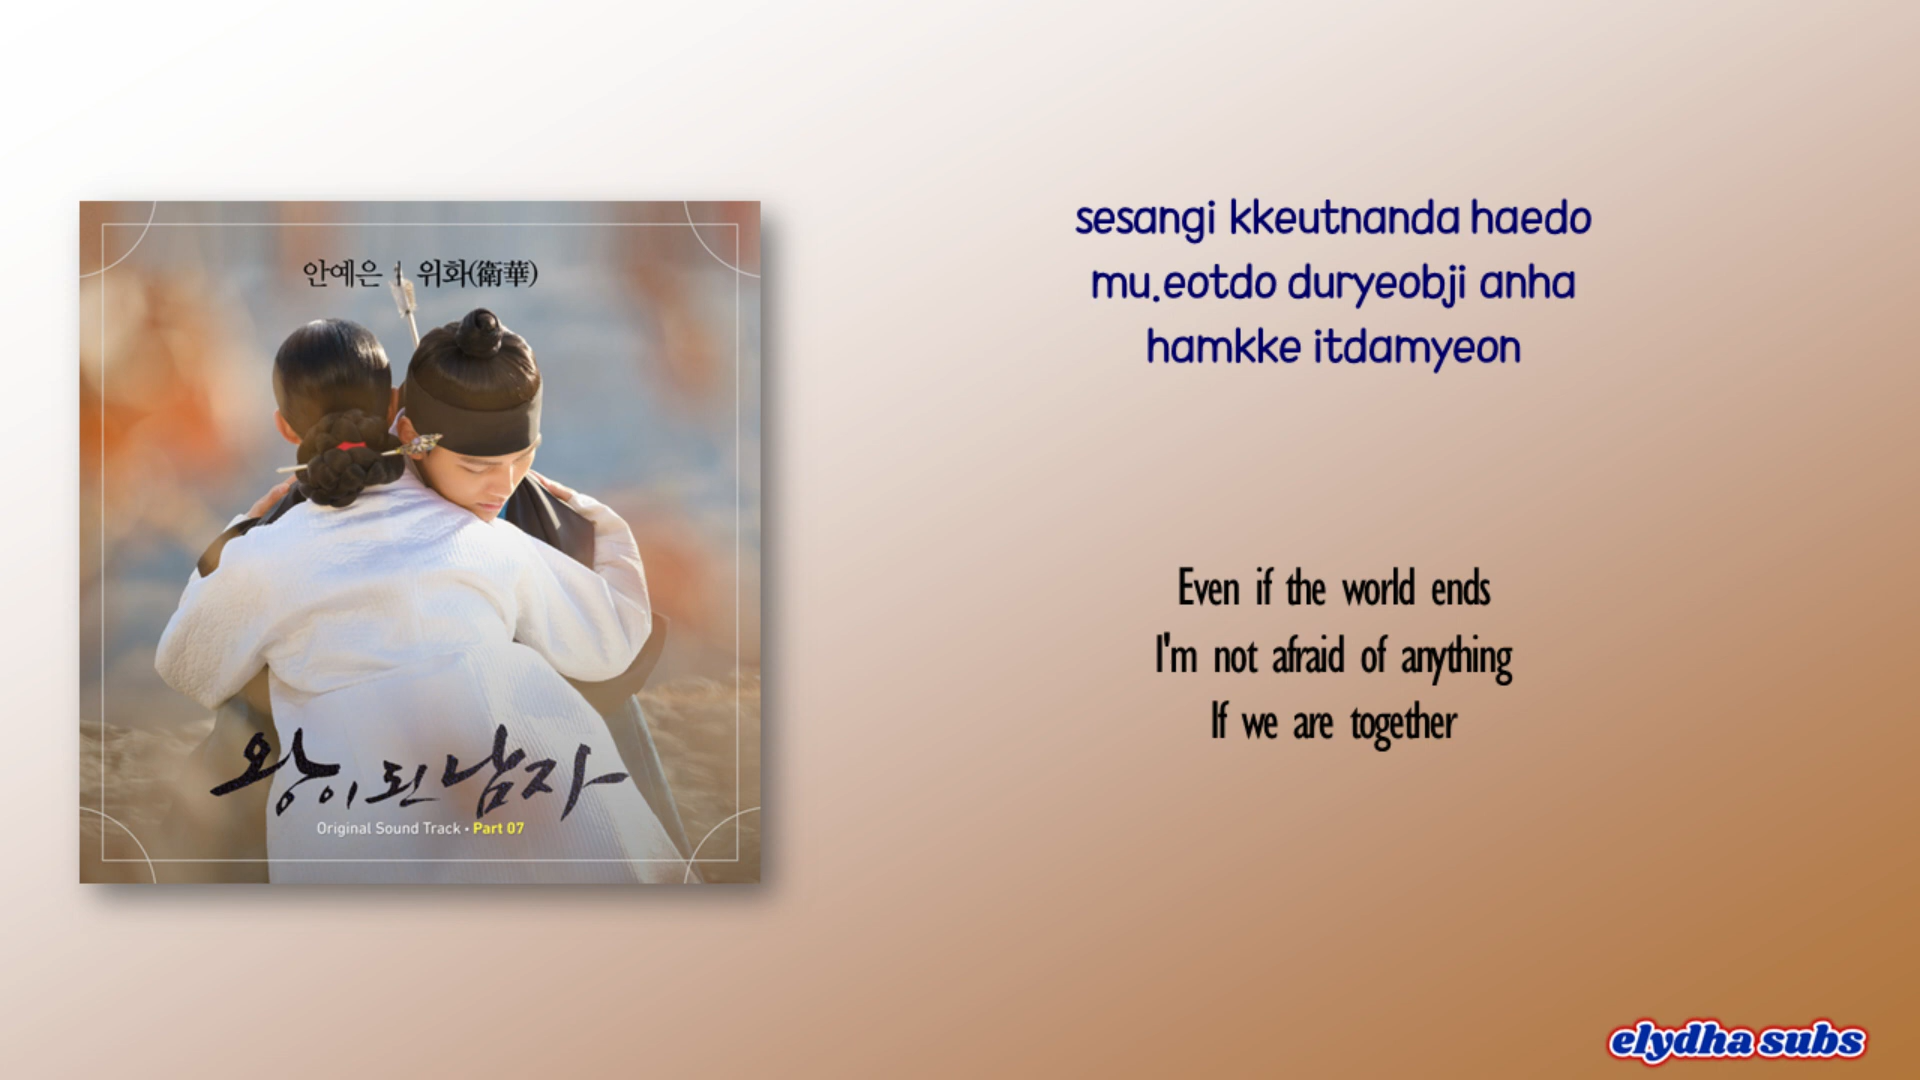 안예은 | 위화(衛華)
왕이 된 남자
Original Sound Track • Part 07
sesangi kkeutnanda haedo
mu.eotdo duryeobji anha
hamkke itdamyeon
Even if the world ends
I'm not afraid of anything
If we are together
elydha subs